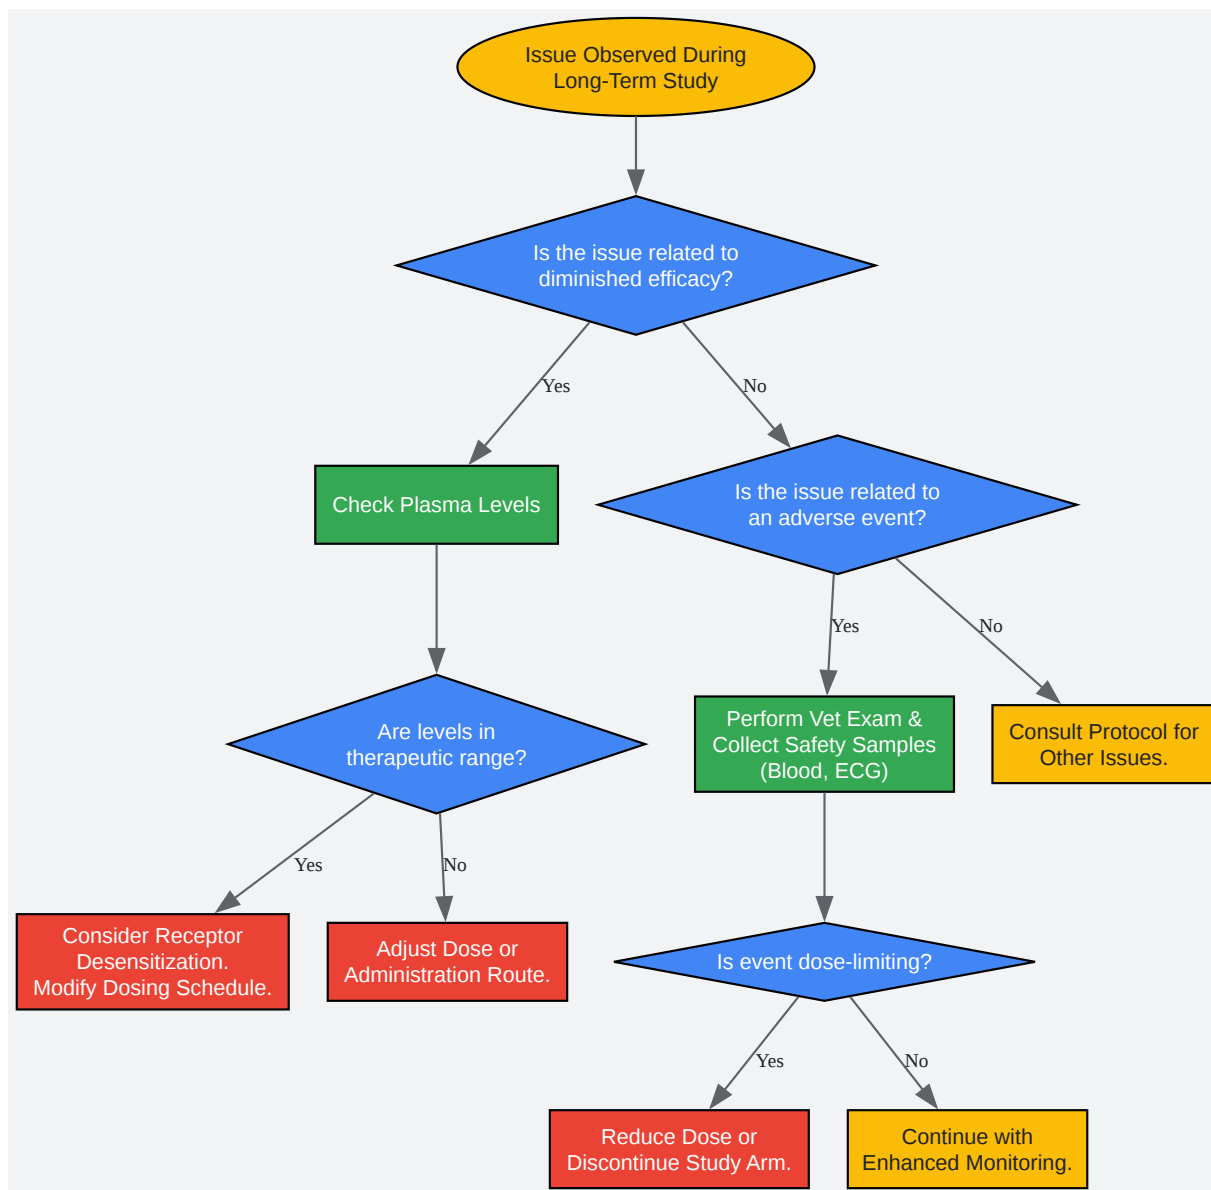 Issue Observed During
Long-Term Study
Is the issue related to
diminished efficacy?
Yes
No
Check Plasma Levels
Is the issue related to
an adverse event?
Yes
No
Perform Vet Exam &
Collect Safety Samples
(Blood, ECG)
Consult Protocol for
Other Issues.
Are levels in
therapeutic range?
Yes
No
Consider Receptor
Desensitization.
Modify Dosing Schedule.
Adjust Dose or
Administration Route.
Is event dose-limiting?
Yes
No
Reduce Dose or
Discontinue Study Arm.
Continue with
Enhanced Monitoring.